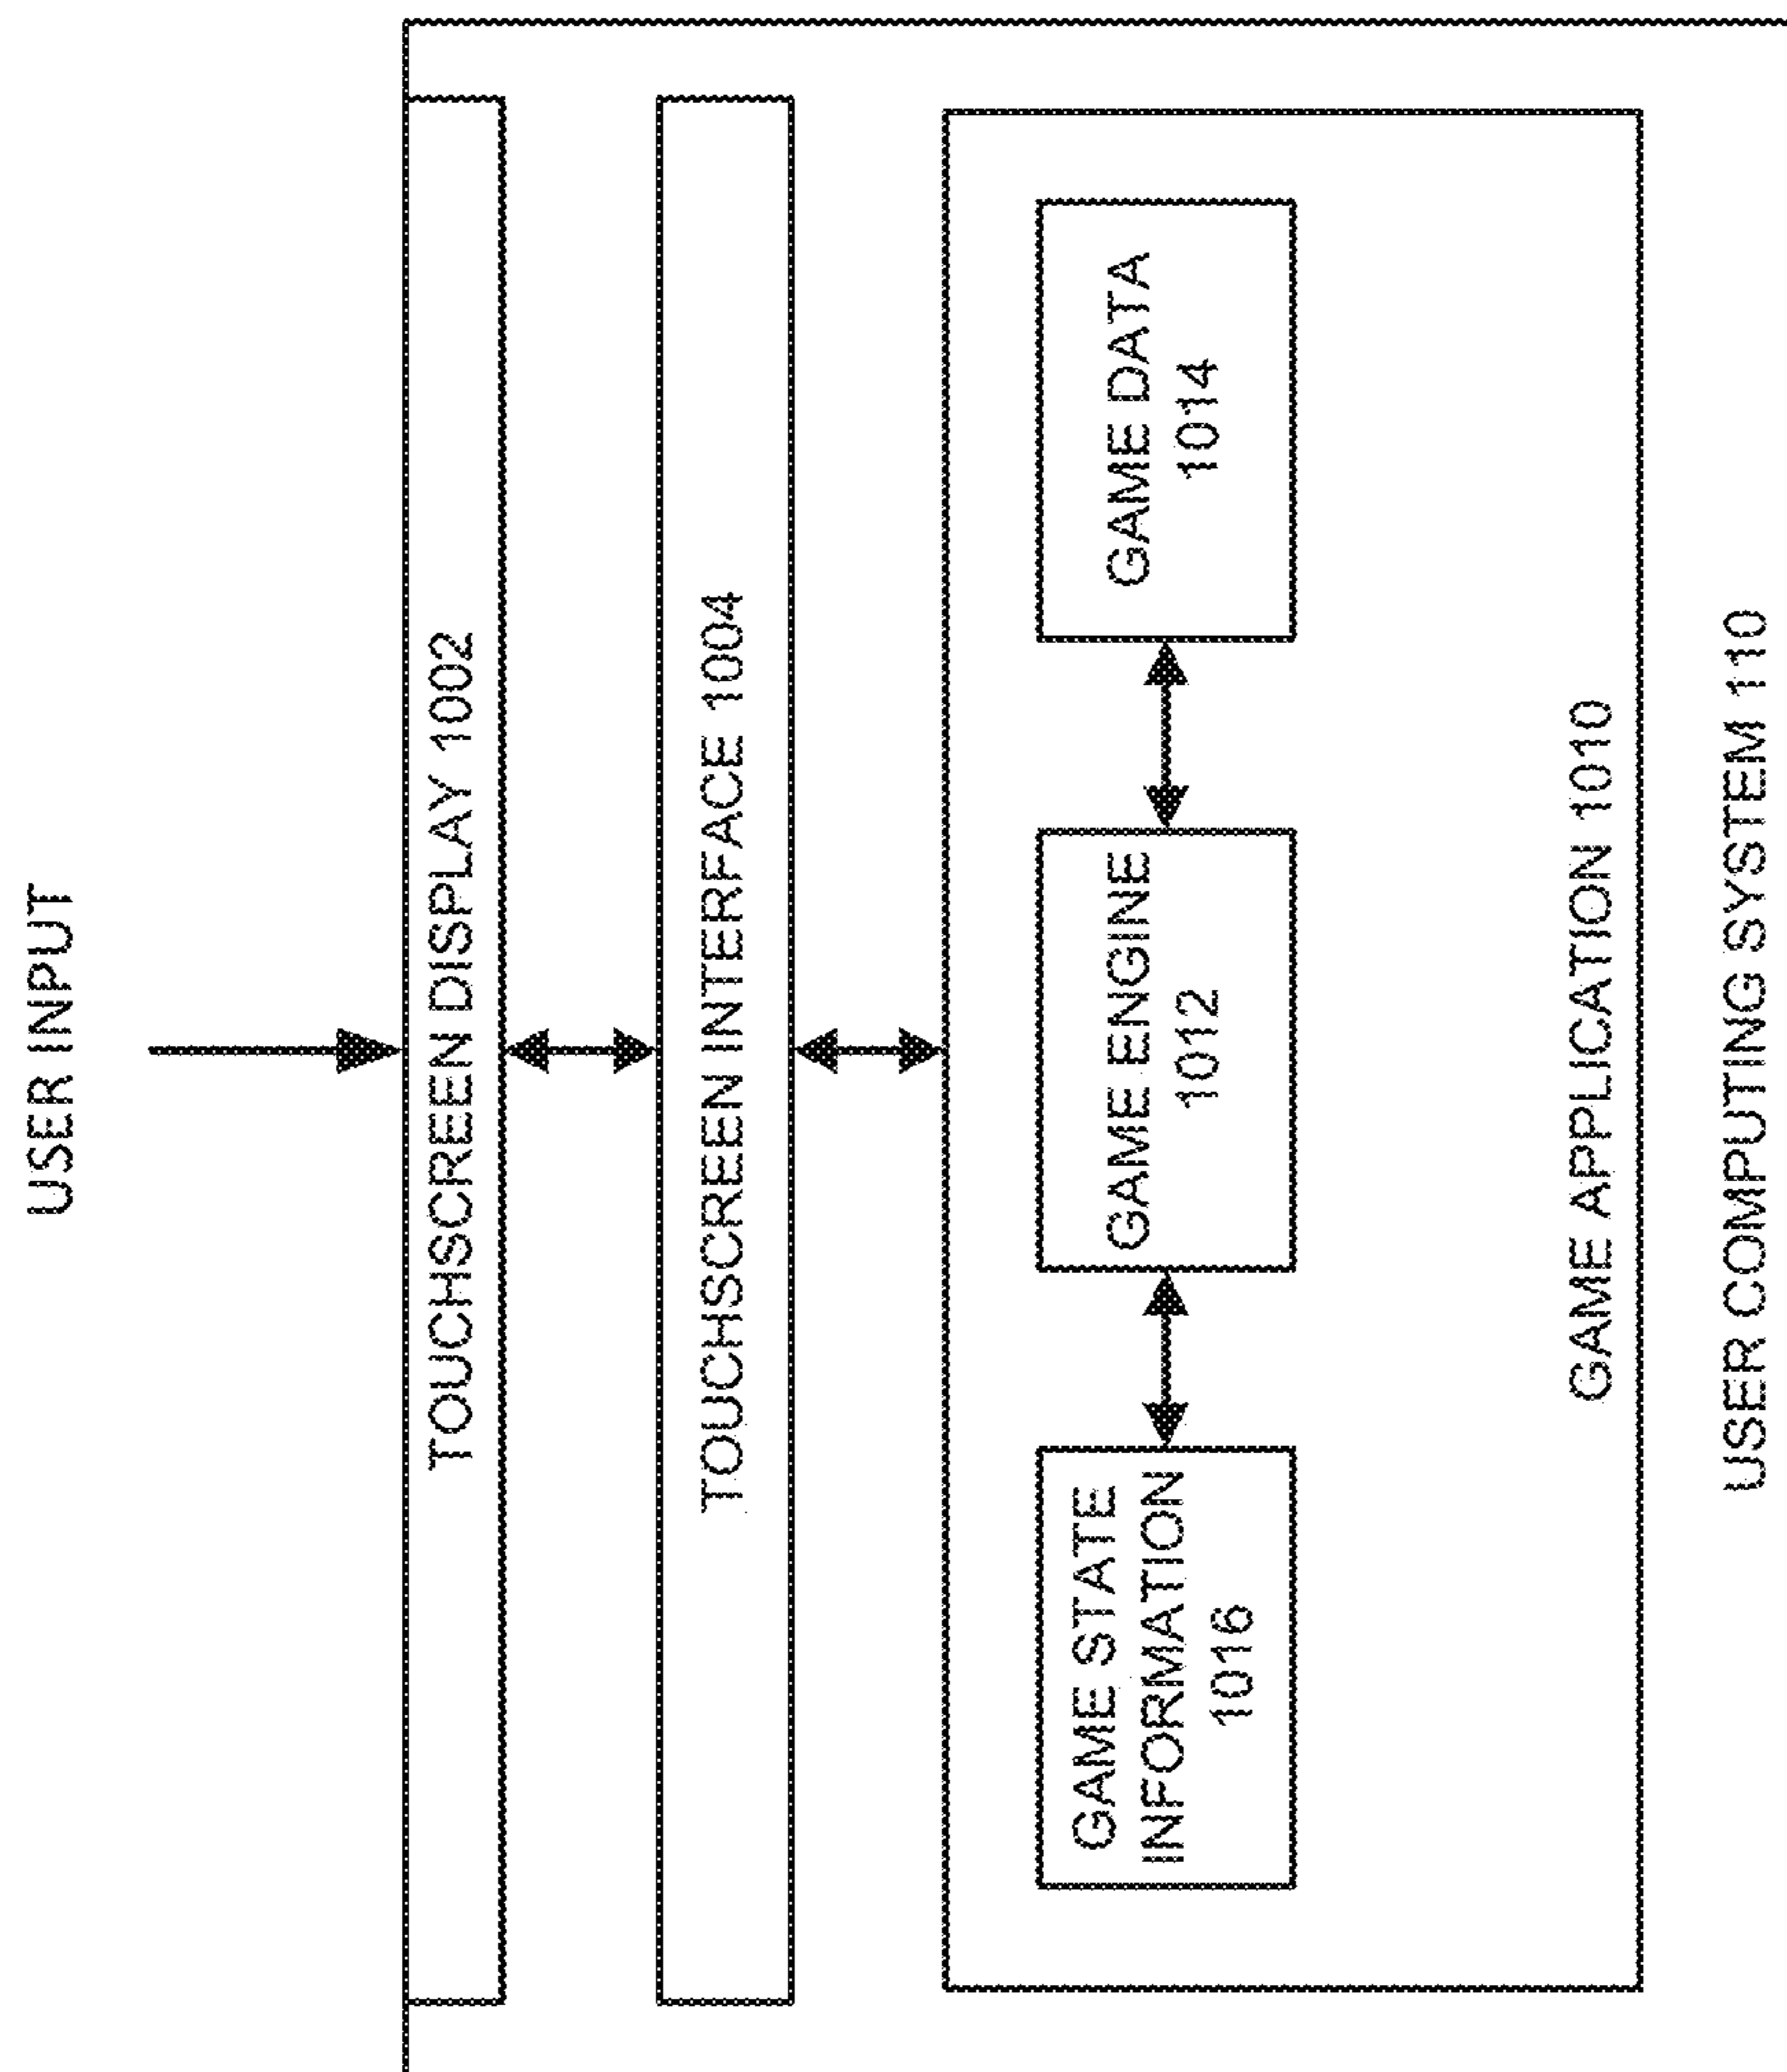 USER INPUT
TOUCHSCREEN DISPLAY 1002
TOUCHSCREEN INTERFACE 1004
GAME STATE
INFORMATION
1016
GAME ENGINE
1012
GAME DATA
1014
GAME APPLICATION 1010
USER COMPUTING SYSTEM 110